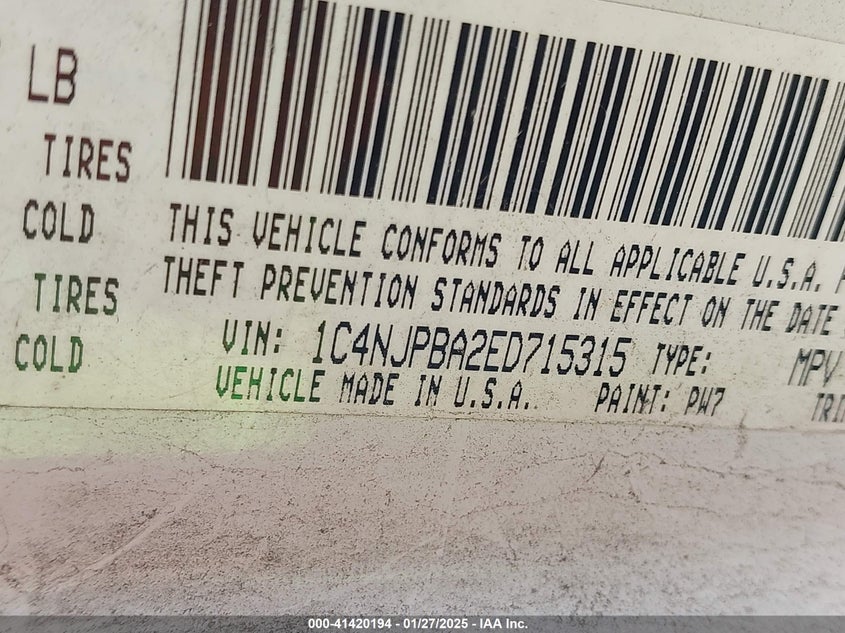 LB
TIRES
COLD
TIRES
COLD
THIS VEHICLE CONFORMS TO ALL APPLICABLE U.S.A.
THEFT PREVENTION STANDARDS IN EFFECT ON THE DATE
VIN: 1C4NJPBA2ED715315 TYPE: MPV
VEHICLE MADE IN U.S.A. PAINT: PW7
000-41420194 - 01/27/2025 - IAA Inc.